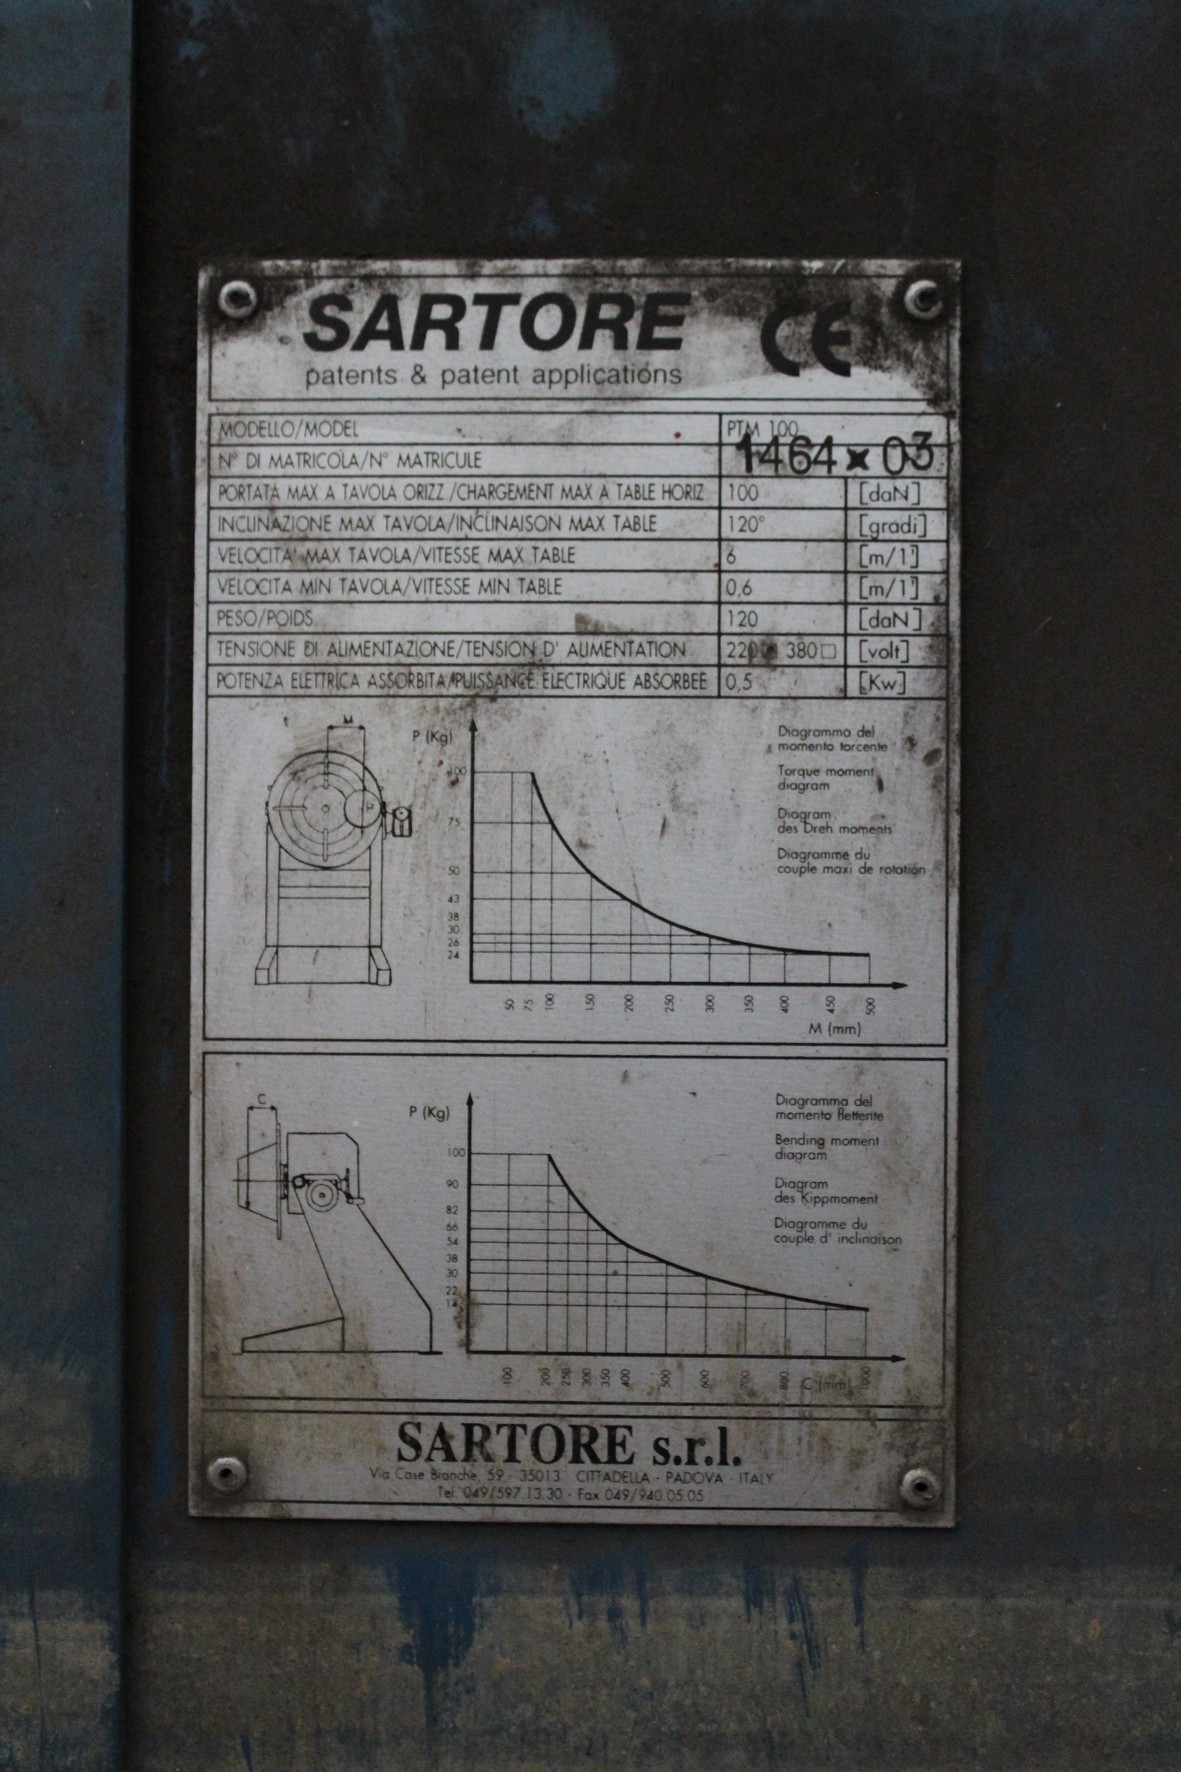 SARTORE CE
patents & patent applications
MODELLO/MODEL PTM 100
N° DI MATRICOLA/N° MATRICULE 1464 x 03
PORTATA MAX A TAVOLA ORIZZ./CHARGEMENT MAX A TABLE HORIZ 100 [daN]
INCLINAZIONE MAX TAVOLA/INCLINAISON MAX TABLE 120° [gradi]
VELOCITA' MAX TAVOLA/VITESSE MAX TABLE 6 [m/1']
VELOCITA MIN TAVOLA/VITESSE MIN TABLE 0,6 [m/1']
PESO/POIDS 120 [daN]
TENSIONE DI ALIMENTAZIONE/TENSION D' ALIMENTATION 220 380 □ [volt]
POTENZA ELETTRICA ASSORBITA/PUISSANCE ELECTRIQUE ABSORBEE 0,5 [Kw]
M
P
P (Kg)
100
75
50
43
38
30
26
24
50 75 100 150 200 250 300 350 400 450 500
M (mm)
Diagramma del
momento torcente
Torque moment
diagram
Diagram
des Dreh moments
Diagramme du
couple maxi de rotation
C
P (Kg)
100
90
82
66
54
38
30
22
14
100 200 250 300 350 400 500 600 700 800 1000
C (mm)
Diagramma del
momento flettente
Bending moment
diagram
Diagram
des Kippmoment
Diagramme du
couple d' inclinaison
SARTORE s.r.l.
Via Case Bianche, 59 - 35013 CITTADELLA - PADOVA - ITALY
Tel. 049/597.13.30 - Fax 049/940.05.05